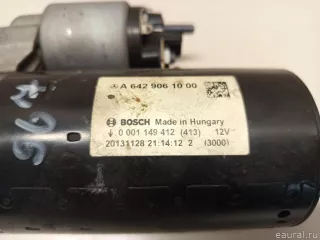 A 642 906 10 00
BOSCH Made in Hungary
0 001 149 412 (413) 12V
20131128 21:14:12 2 (3000)
eaural.ru